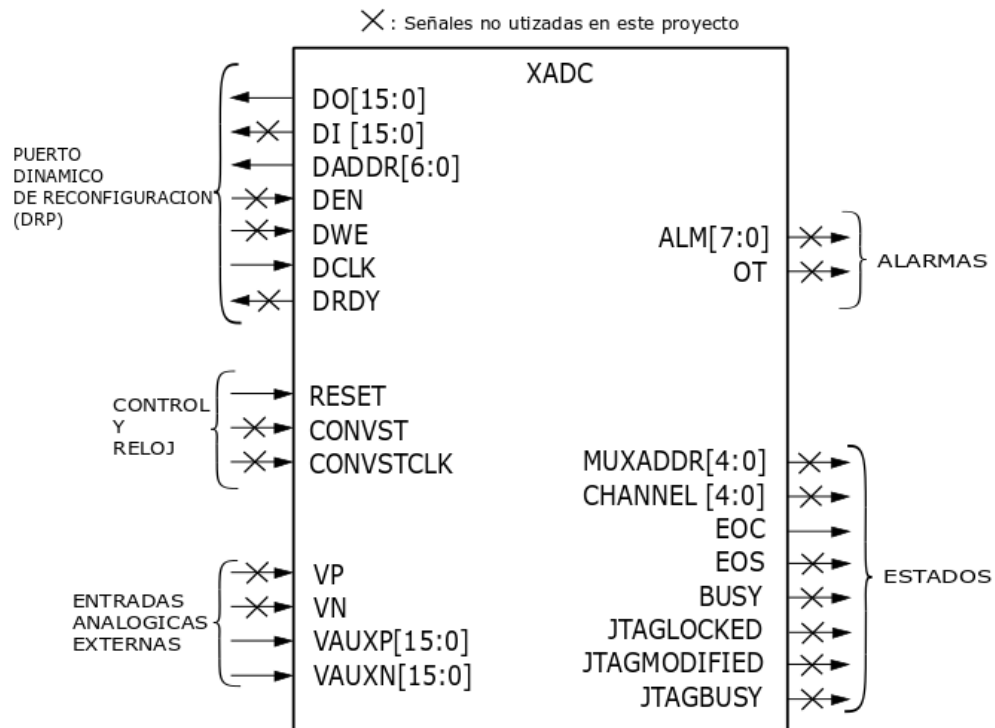 : Señales no utizadas en este proyecto
XADC
PUERTO
DINAMICO
DE RECONFIGURACION
(DRP)
DO[15:0]
DI [15:0]
DADDR[6:0]
DEN
DWE
DCLK
DRDY
ALM[7:0]
OT
ALARMAS
CONTROL
Y
RELOJ
RESET
CONVST
CONVSTCLK
ENTRADAS
ANALOGICAS
EXTERNAS
VP
VN
VAUXP[15:0]
VAUXN[15:0]
MUXADDR[4:0]
CHANNEL [4:0]
EOC
EOS
BUSY
JTAGLOCKED
JTAGMODIFIED
JTAGBUSY
ESTADOS